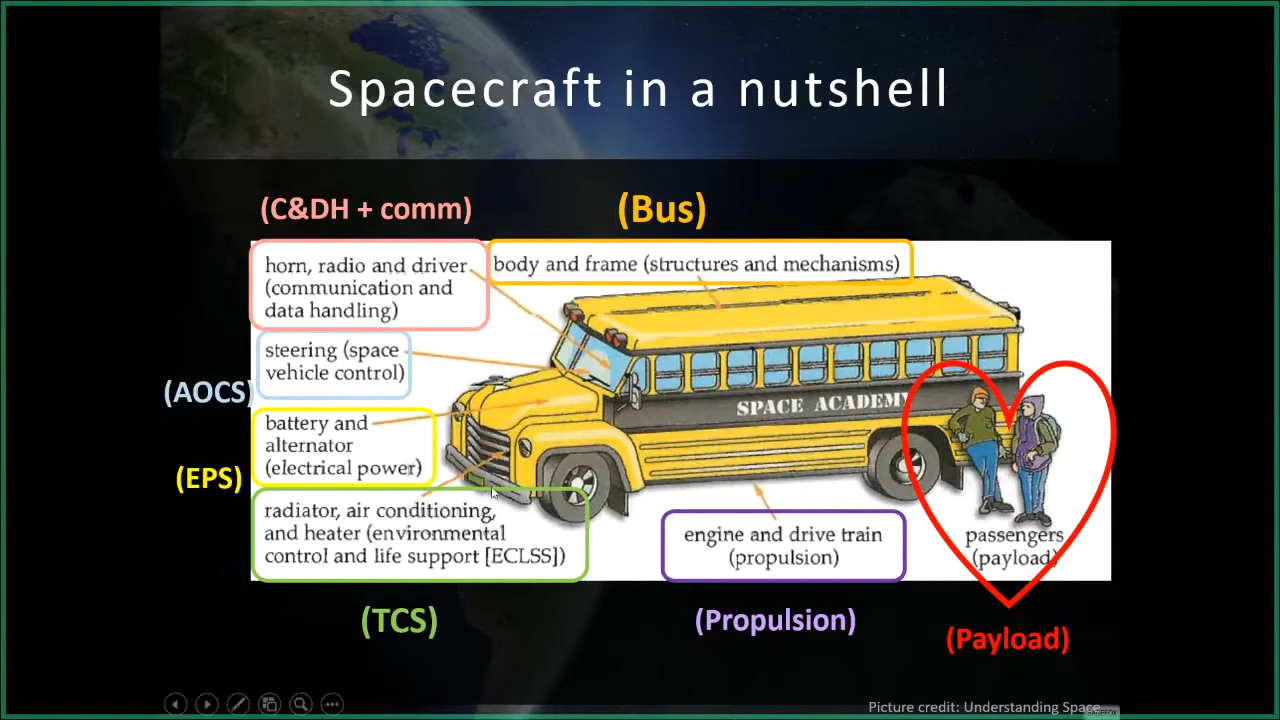 Spacecraft in a nutshell
(C&DH + comm)
(Bus)
horn, radio and driver
(communication and
data handling)
body and frame (structures and mechanisms)
steering (space
vehicle control)
(AOCS)
battery and
alternator
(electrical power)
(EPS)
SPACE ACADEMY
radiator, air conditioning,
and heater (environmental
control and life support [ECLSS])
engine and drive train
(propulsion)
passengers
(payload)
(TCS)
(Propulsion)
(Payload)
Picture credit: Understanding Space